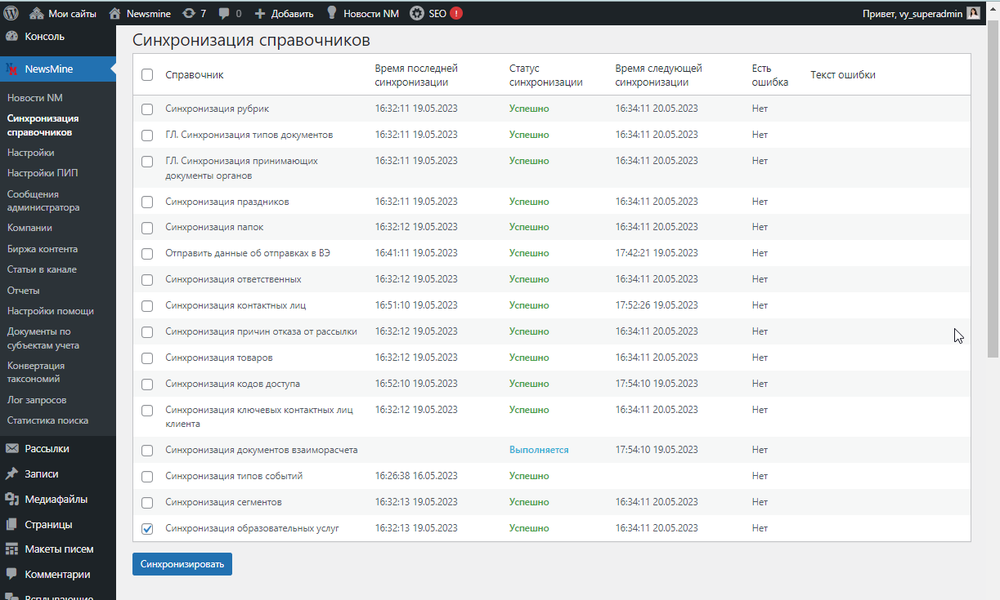 Мои сайты Newsmine 7 0 Добавить Новости NM SEO ! Привет, vy_superadmin
Консоль
NewsMine
Новости NM
Синхронизация
справочников
Настройки
Настройки ПИП
Сообщения
администратора
Компании
Биржа контента
Статьи в канале
Отчеты
Настройки помощи
Документы по
субъектам учета
Конвертация
таксономий
Лог запросов
Статистика поиска
Рассылки
Записи
Медиафайлы
Страницы
Макеты писем
Комментарии
Всплывающие
Синхронизация справочников
Справочник Время последней синхронизации Статус синхронизации Время следующей синхронизации Есть ошибка Текст ошибки
Синхронизация рубрик 16:32:11 19.05.2023 Успешно 16:34:11 20.05.2023 Нет
ГЛ. Синхронизация типов документов 16:32:11 19.05.2023 Успешно 16:34:11 20.05.2023 Нет
ГЛ. Синхронизация принимающих 16:32:11 19.05.2023 Успешно 16:34:11 20.05.2023 Нет
документы органов
Синхронизация праздников 16:32:11 19.05.2023 Успешно 16:34:11 20.05.2023 Нет
Синхронизация папок 16:32:12 19.05.2023 Успешно 16:34:11 20.05.2023 Нет
Отправить данные об отправках в ВЭ 16:41:11 19.05.2023 Успешно 17:42:21 19.05.2023 Нет
Синхронизация ответственных 16:32:12 19.05.2023 Успешно 16:34:11 20.05.2023 Нет
Синхронизация контактных лиц 16:51:10 19.05.2023 Успешно 17:52:26 19.05.2023 Нет
Синхронизация причин отказа от рассылки 16:32:12 19.05.2023 Успешно 16:34:11 20.05.2023 Нет
Синхронизация товаров 16:32:12 19.05.2023 Успешно 16:34:11 20.05.2023 Нет
Синхронизация кодов доступа 16:52:10 19.05.2023 Успешно 17:54:10 19.05.2023 Нет
Синхронизация ключевых контактных лиц 16:32:12 19.05.2023 Успешно 16:34:11 20.05.2023 Нет
клиента
Синхронизация документов взаиморасчета Выполняется 17:54:10 19.05.2023 Нет
Синхронизация типов событий 16:26:38 16.05.2023 Успешно Нет
Синхронизация сегментов 16:32:13 19.05.2023 Успешно 16:34:11 20.05.2023 Нет
Синхронизация образовательных услуг 16:32:13 19.05.2023 Успешно 16:34:11 20.05.2023 Нет
Синхронизировать